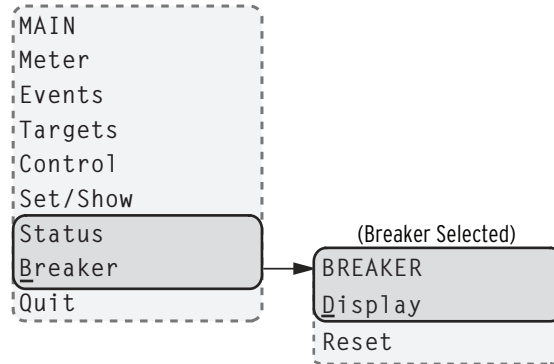 MAIN
Meter
Events
Targets
Control
Set/Show
Status
Breaker
Quit
(Breaker Selected)
BREAKER
Display
Reset